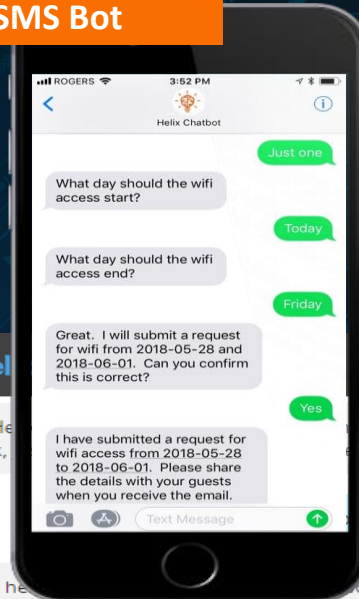 SMS Bot
ROGERS
3:52 PM
Helix Chatbot
Just one
What day should the wifi
access start?
Today
What day should the wifi
access end?
Friday
Great. I will submit a request
for wifi from 2018-05-28 and
2018-06-01. Can you confirm
this is correct?
Yes
I have submitted a request for
wifi access from 2018-05-28
to 2018-06-01. Please share
the details with your guests
when you receive the email.
Text Message